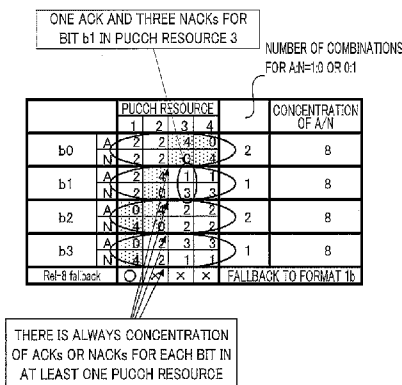 ONE ACK AND THREE NACKs FOR
BIT b1 IN PUCCH RESOURCE 3
NUMBER OF COMBINATIONS
FOR A:N=1:0 OR 0:1
PUCCH RESOURCE
CONCENTRATION
OF A/N
1 2 3 4
b0 A 2 2 4 0 2 8
N 2 2 0 4
b1 A 2 4 1 1 1 8
N 2 0 3 3
b2 A 0 4 2 2 2 8
N 4 0 2 2
b3 A 0 2 3 3 1 8
N 4 2 1 1
Rel-8 fallback ○ × × × FALLBACK TO FORMAT 1b
THERE IS ALWAYS CONCENTRATION
OF ACKs OR NACKs FOR EACH BIT IN
AT LEAST ONE PUCCH RESOURCE